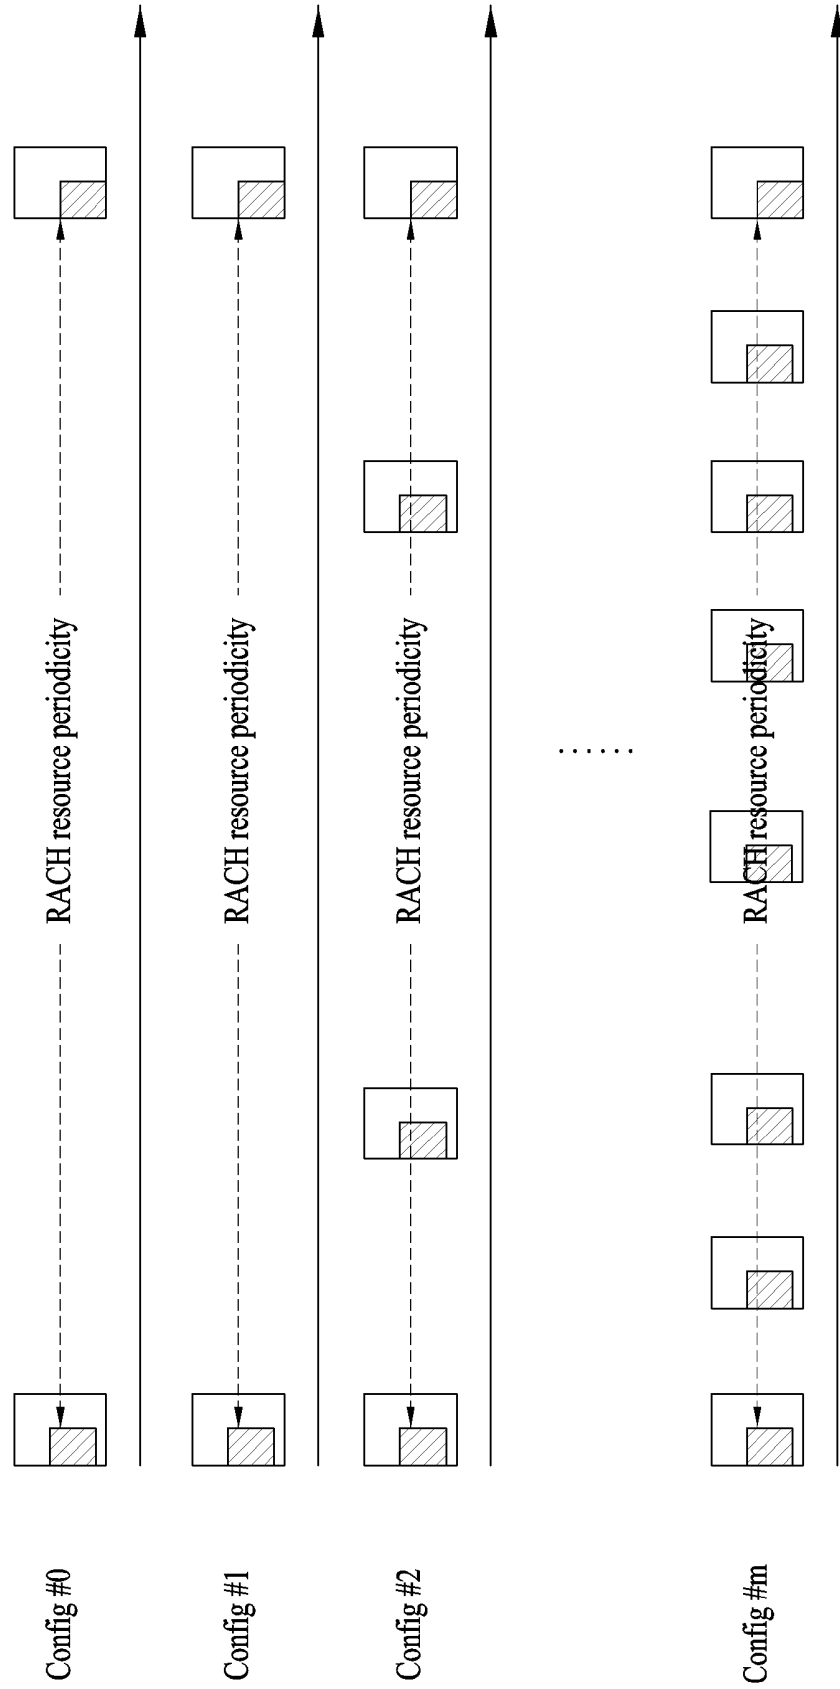 Config #0
RACH resource periodicity
Config #1
RACH resource periodicity
Config #2
RACH resource periodicity
......
Config #m
RACH resource periodicity